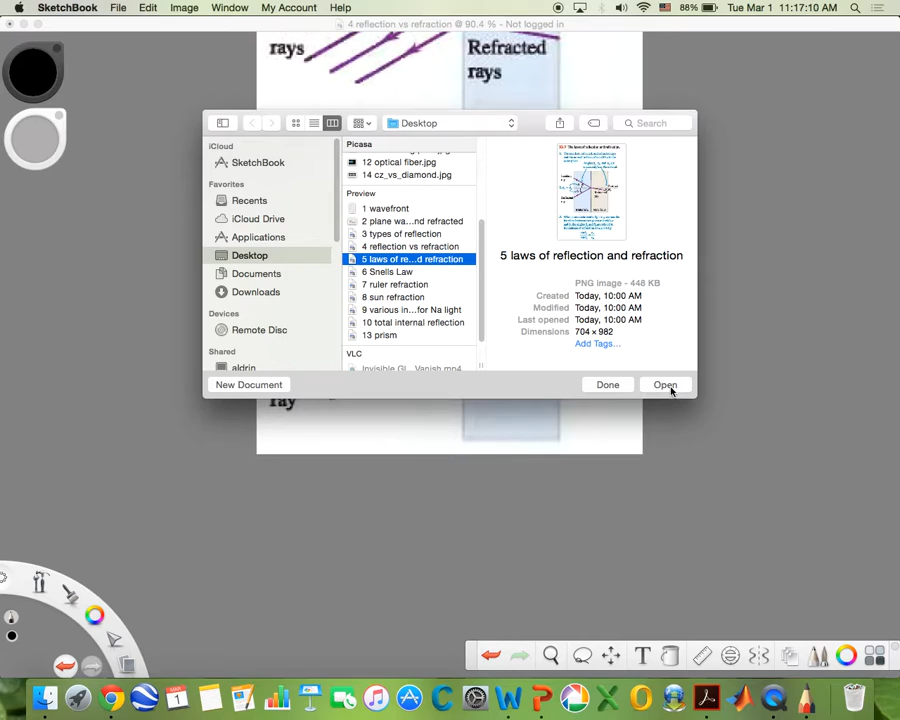 SketchBook File Edit Image Window My Account Help 88% Tue Mar 1 11:17:10 AM
4 reflection vs refraction @ 90.4 % - Not logged in
rays
Refracted
rays
Desktop
Search
iCloud
SketchBook
Favorites
Recents
iCloud Drive
Applications
Desktop
Documents
Downloads
Devices
Remote Disc
Shared
aldrin
Picasa
12 optical fiber.jpg
14 cz_vs_diamond.jpg
Preview
1 wavefront
2 plane wa...nd refracted
3 types of reflection
4 reflection vs refraction
5 laws of re...d refraction
6 Snells Law
7 ruler refraction
8 sun refraction
9 various in...for Na light
10 total internal reflection
13 prism
VLC
5 laws of reflection and refraction
PNG image - 448 KB
Created Today, 10:00 AM
Modified Today, 10:00 AM
Last opened Today, 10:00 AM
Dimensions 704 × 982
Add Tags...
New Document
Done
Open
ray